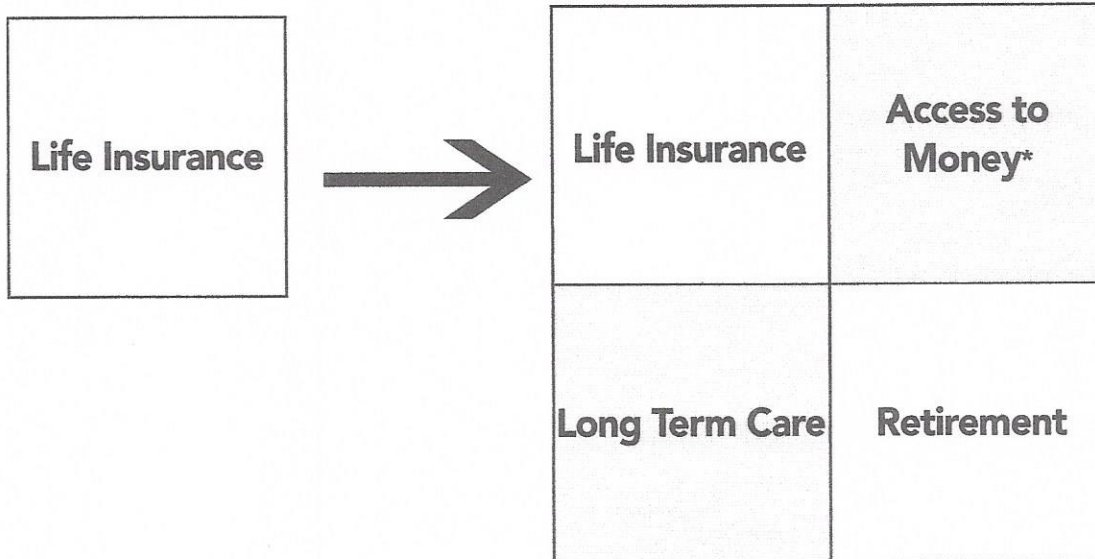 Life Insurance
Life Insurance
Access to
Money*
Long Term Care
Retirement